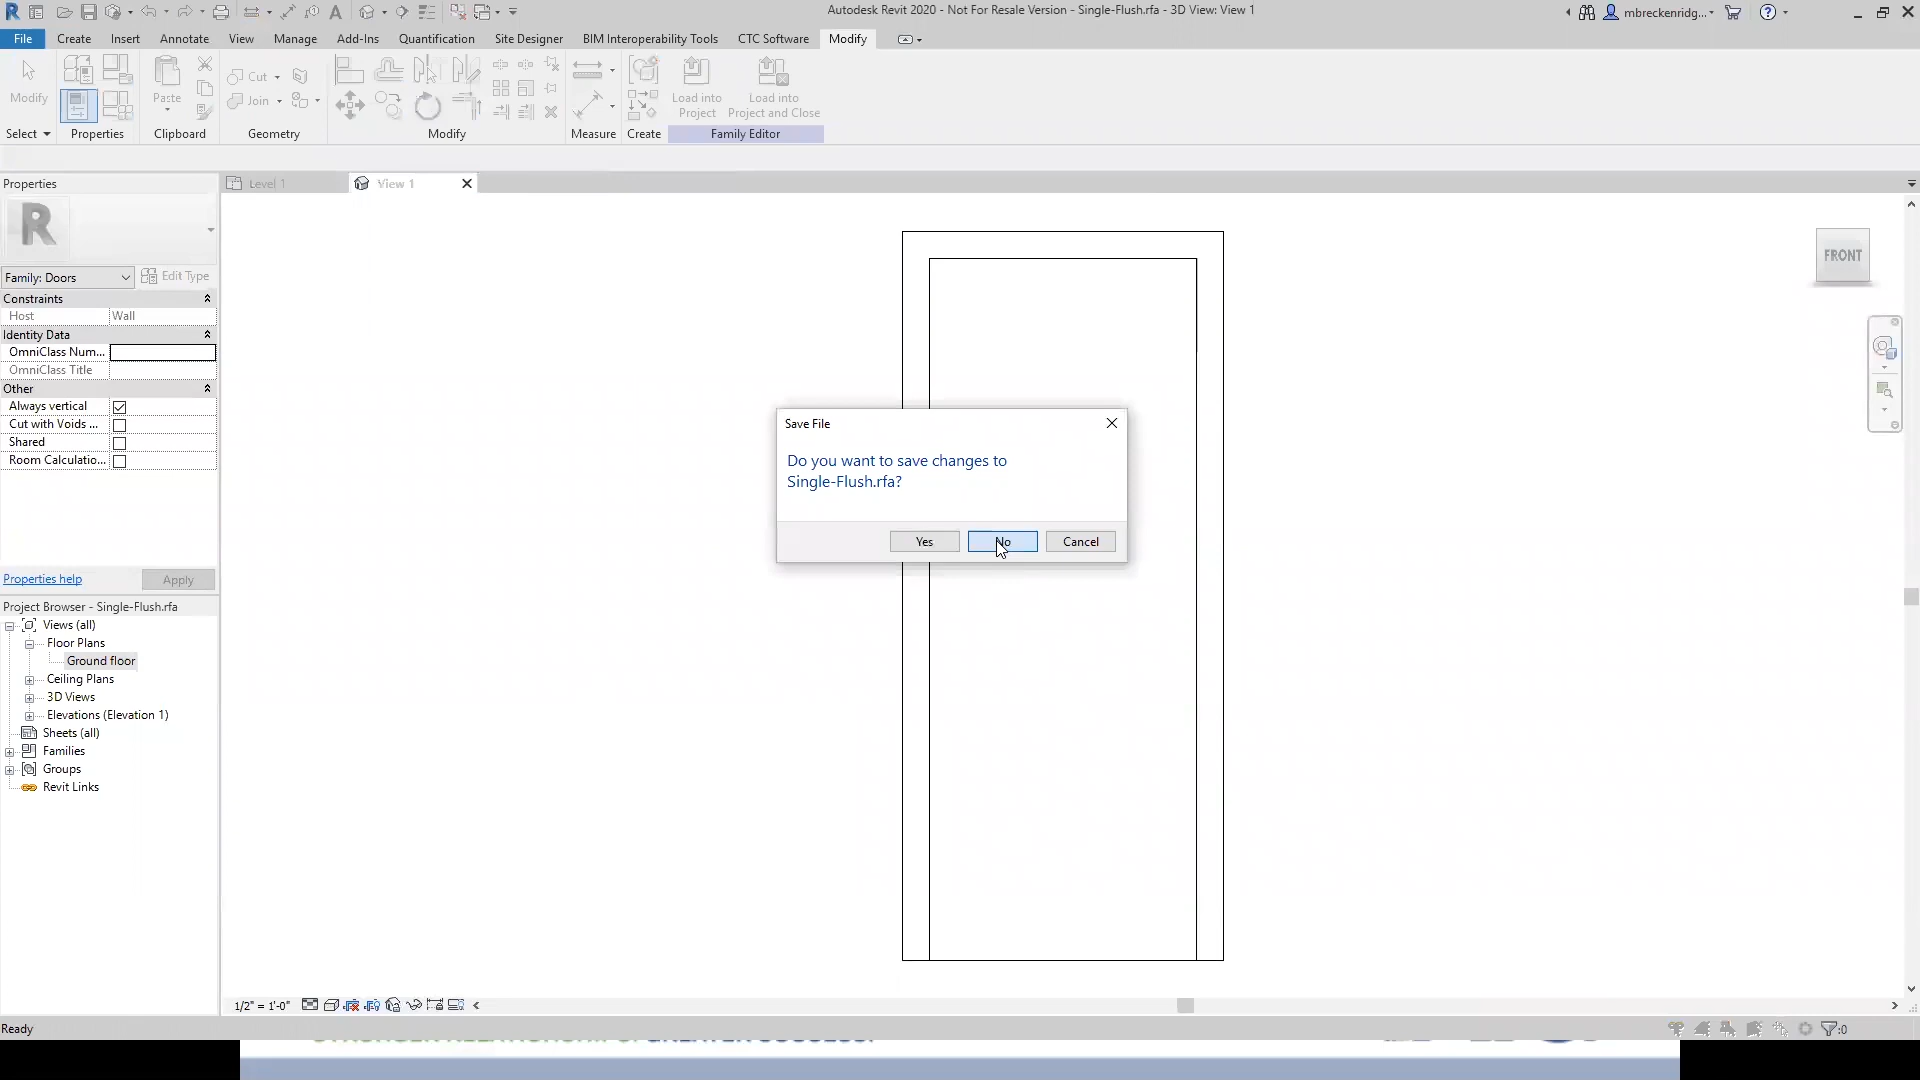 Autodesk Revit 2020 - Not For Resale Version - Single-Flush.rfa - 3D View: View 1
mbreckenridg...
File Create Insert Annotate View Manage Add-Ins Quantification Site Designer BIM Interoperability Tools CTC Software Modify
Modify
Paste
Cut
Join
Load into Project
Load into Project and Close
Select Properties Clipboard Geometry Modify Measure Create Family Editor
Properties
Level 1
View 1
R
FRONT
Family: Doors
Edit Type
Constraints
Host Wall
Identity Data
OmniClass Num...
OmniClass Title
Other
Always vertical
Cut with Voids ...
Shared
Room Calculatio...
Save File
Do you want to save changes to
Single-Flush.rfa?
Yes No Cancel
Properties help
Apply
Project Browser - Single-Flush.rfa
Views (all)
Floor Plans
Ground floor
Ceiling Plans
3D Views
Elevations (Elevation 1)
Sheets (all)
Families
Groups
Revit Links
1/2" = 1'-0"
Ready
:0